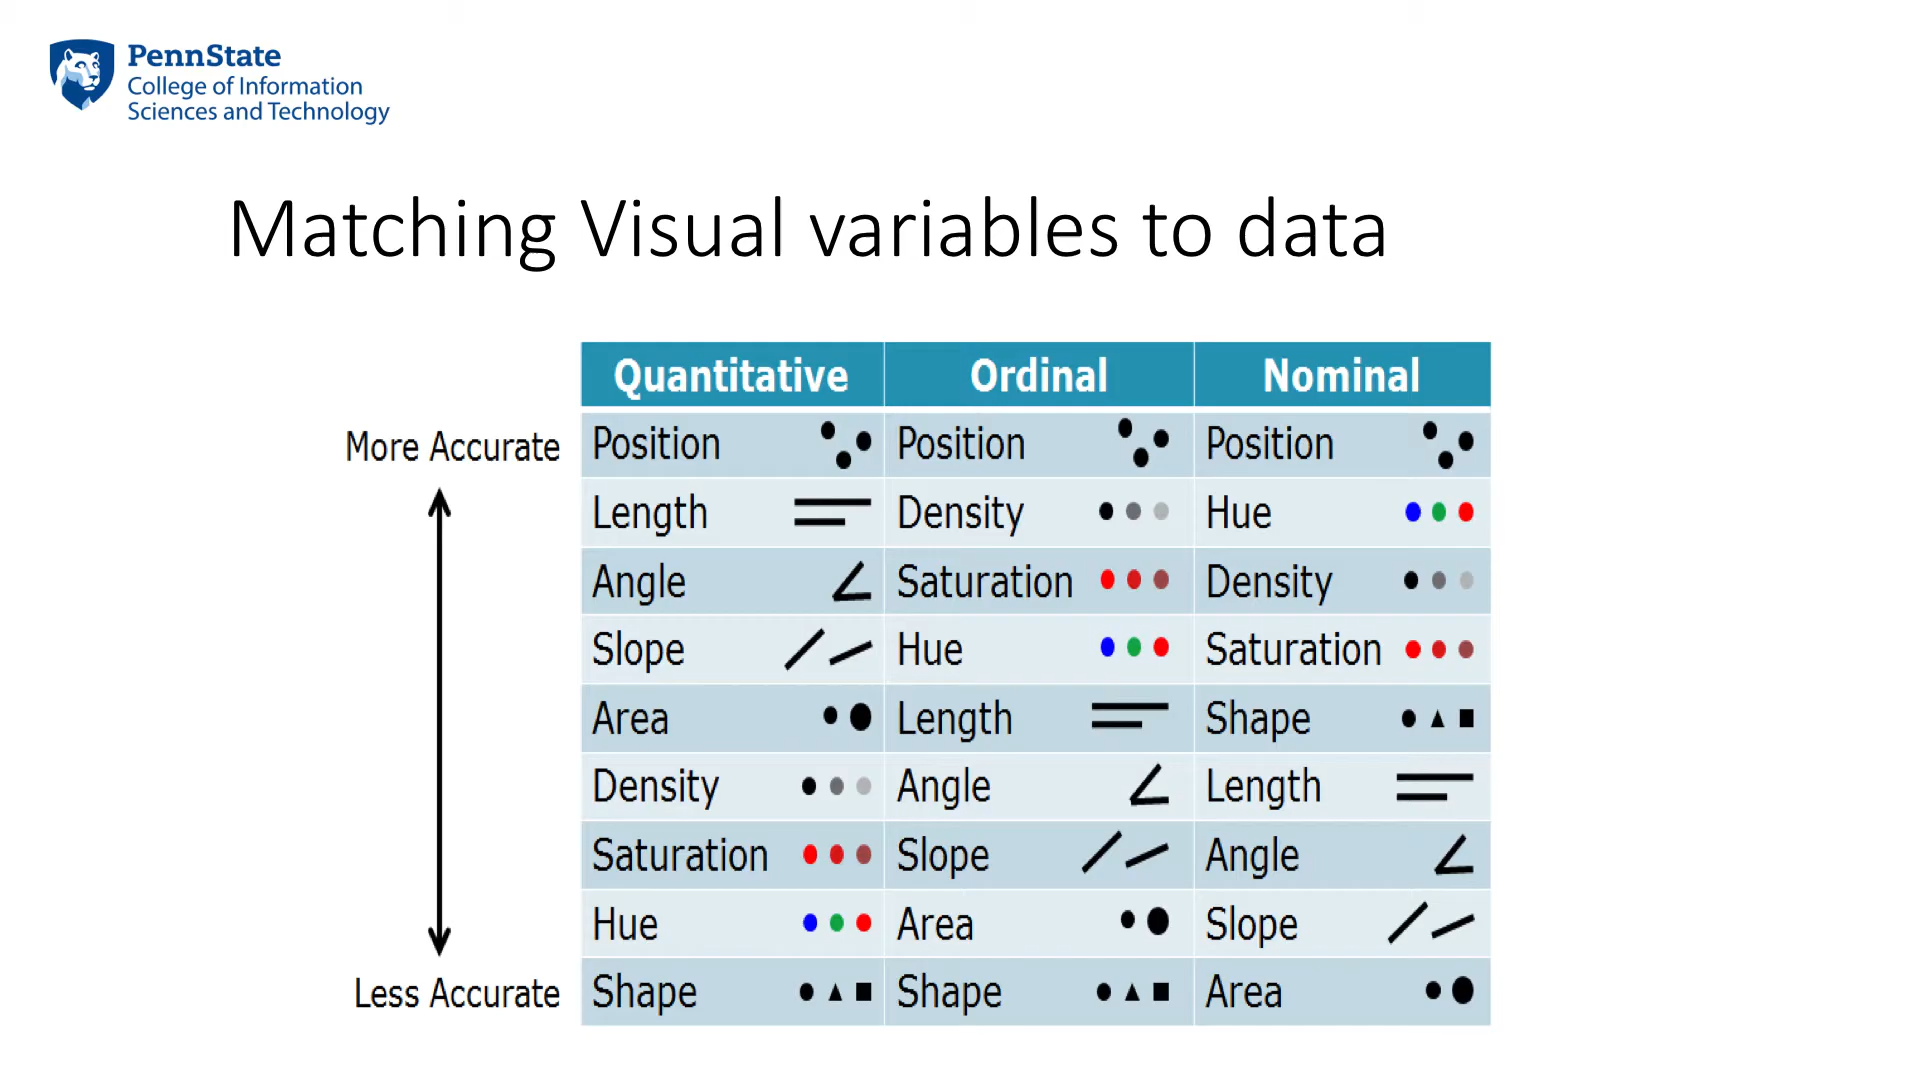 PennState
College of Information
Sciences and Technology
Matching Visual variables to data
Quantitative Ordinal Nominal
More Accurate Position Position Position
Length Density Hue
Angle Saturation Density
Slope Hue Saturation
Area Length Shape
Density Angle Length
Saturation Slope Angle
Hue Area Slope
Less Accurate Shape Shape Area